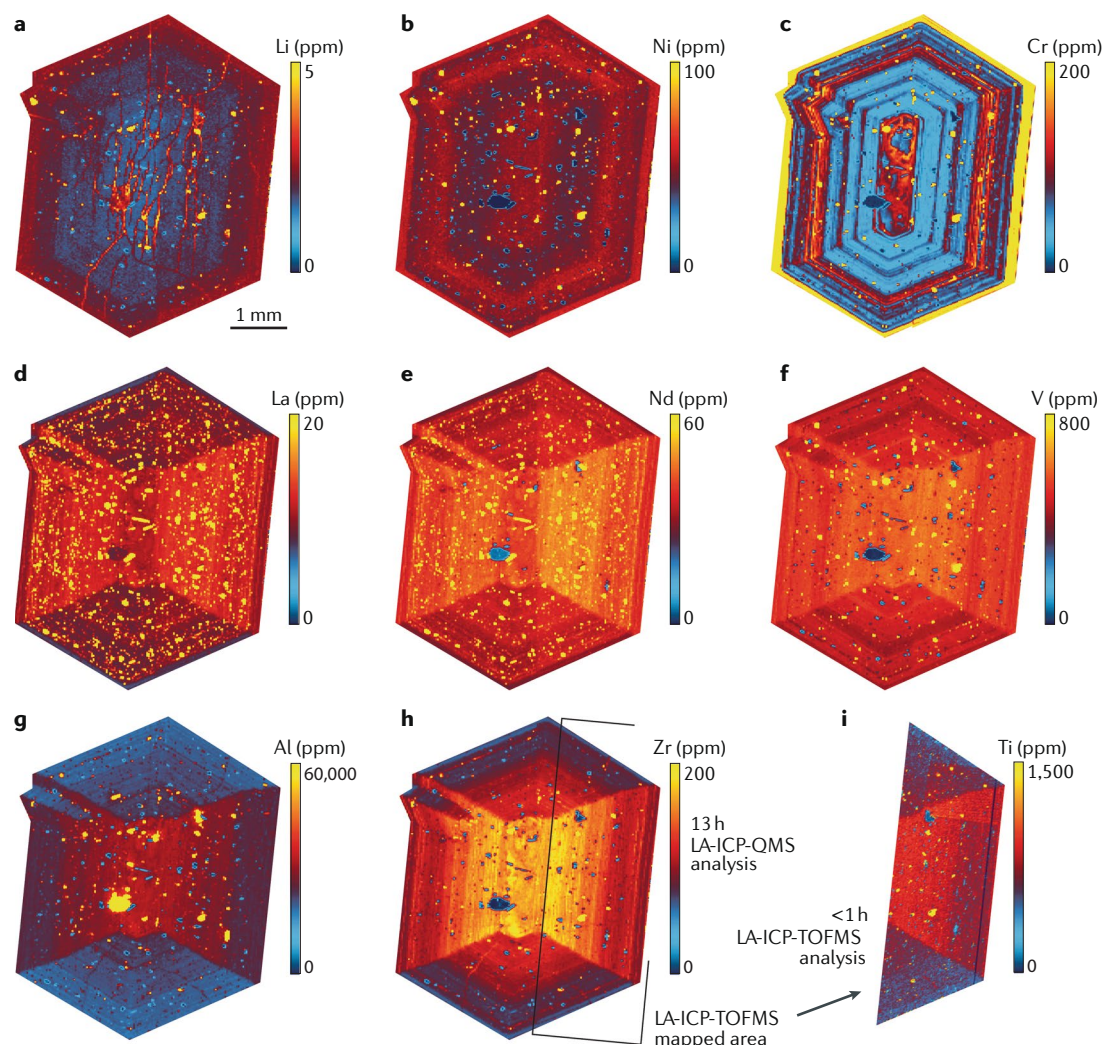 a
Li (ppm)
5
0
1 mm
b
Ni (ppm)
100
0
c
Cr (ppm)
200
0
d
La (ppm)
20
0
e
Nd (ppm)
60
0
f
V (ppm)
800
0
g
Al (ppm)
60,000
0
h
Zr (ppm)
200
0
13 h
LA-ICP-QMS
analysis
i
Ti (ppm)
1,500
0
<1 h
LA-ICP-TOFMS
analysis
LA-ICP-TOFMS
mapped area